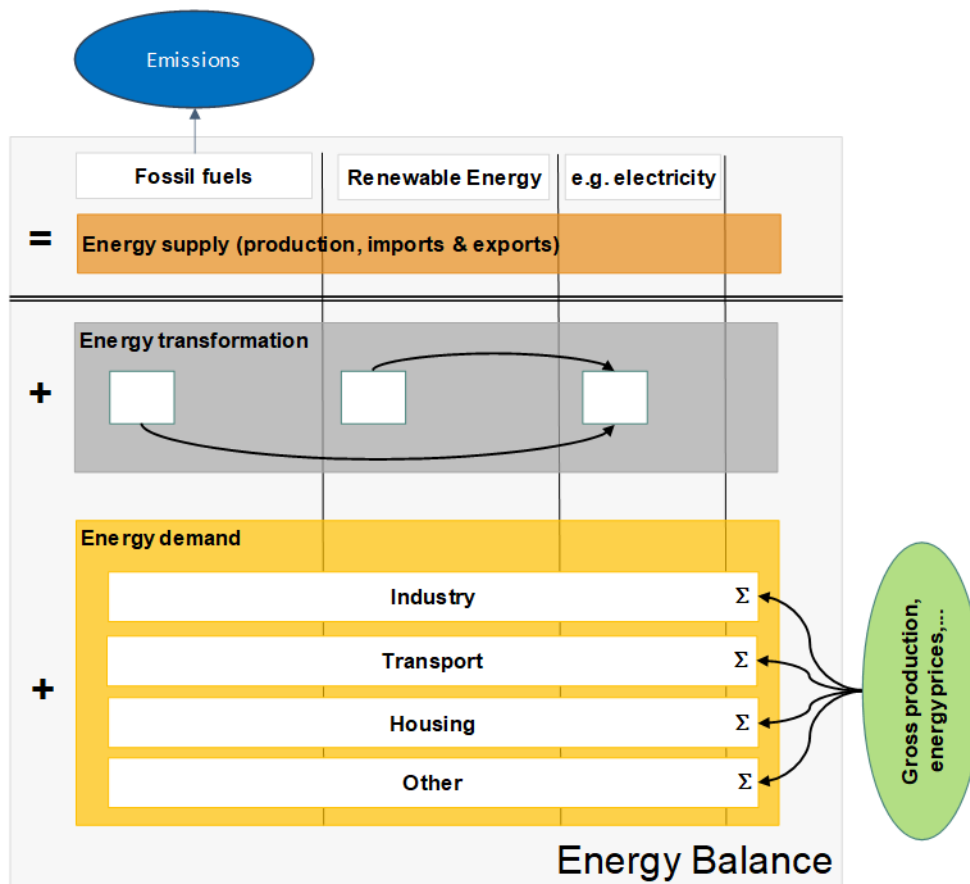 Emissions
Fossil fuels
Renewable Energy
e.g. electricity
=
Energy supply (production, imports & exports)
Energy transformation
+
Energy demand
Industry Σ
Transport Σ
+
Housing Σ
Other Σ
Gross production,
energy prices,...
Energy Balance